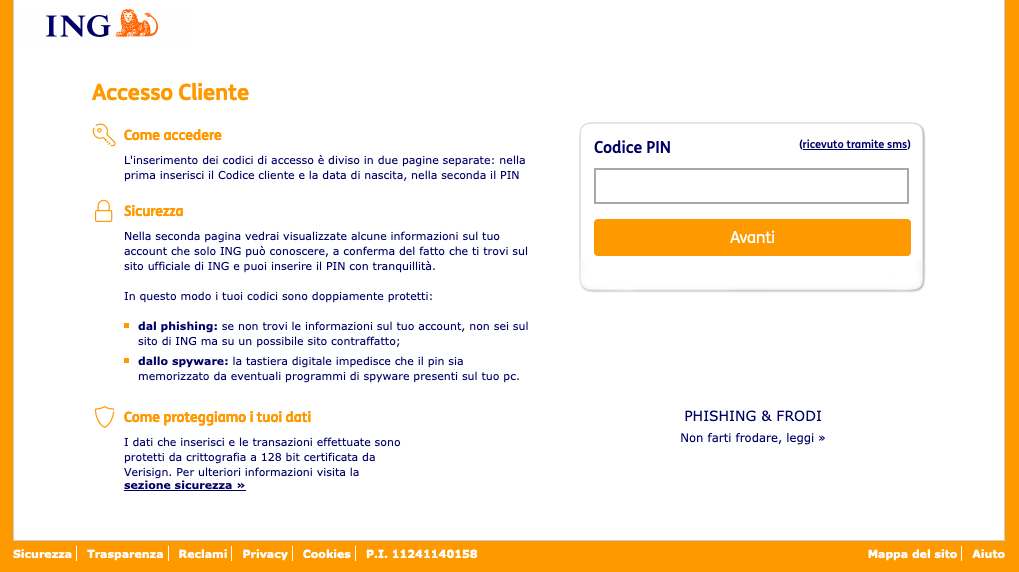 ING
Accesso Cliente
Come accedere
L'inserimento dei codici di accesso è diviso in due pagine separate: nella
prima inserisci il Codice cliente e la data di nascita, nella seconda il PIN
Sicurezza
Nella seconda pagina vedrai visualizzate alcune informazioni sul tuo
account che solo ING può conoscere, a conferma del fatto che ti trovi sul
sito ufficiale di ING e puoi inserire il PIN con tranquillità.
In questo modo i tuoi codici sono doppiamente protetti:
dal phishing: se non trovi le informazioni sul tuo account, non sei sul
sito di ING ma su un possibile sito contraffatto;
dallo spyware: la tastiera digitale impedisce che il pin sia
memorizzato da eventuali programmi di spyware presenti sul tuo pc.
Come proteggiamo i tuoi dati
I dati che inserisci e le transazioni effettuate sono
protetti da crittografia a 128 bit certificata da
Verisign. Per ulteriori informazioni visita la
sezione sicurezza »
Codice PIN
(ricevuto tramite sms)
Avanti
PHISHING & FRODI
Non farti frodare, leggi »
Sicurezza Trasparenza Reclami Privacy Cookies P.I. 11241140158
Mappa del sito Aiuto